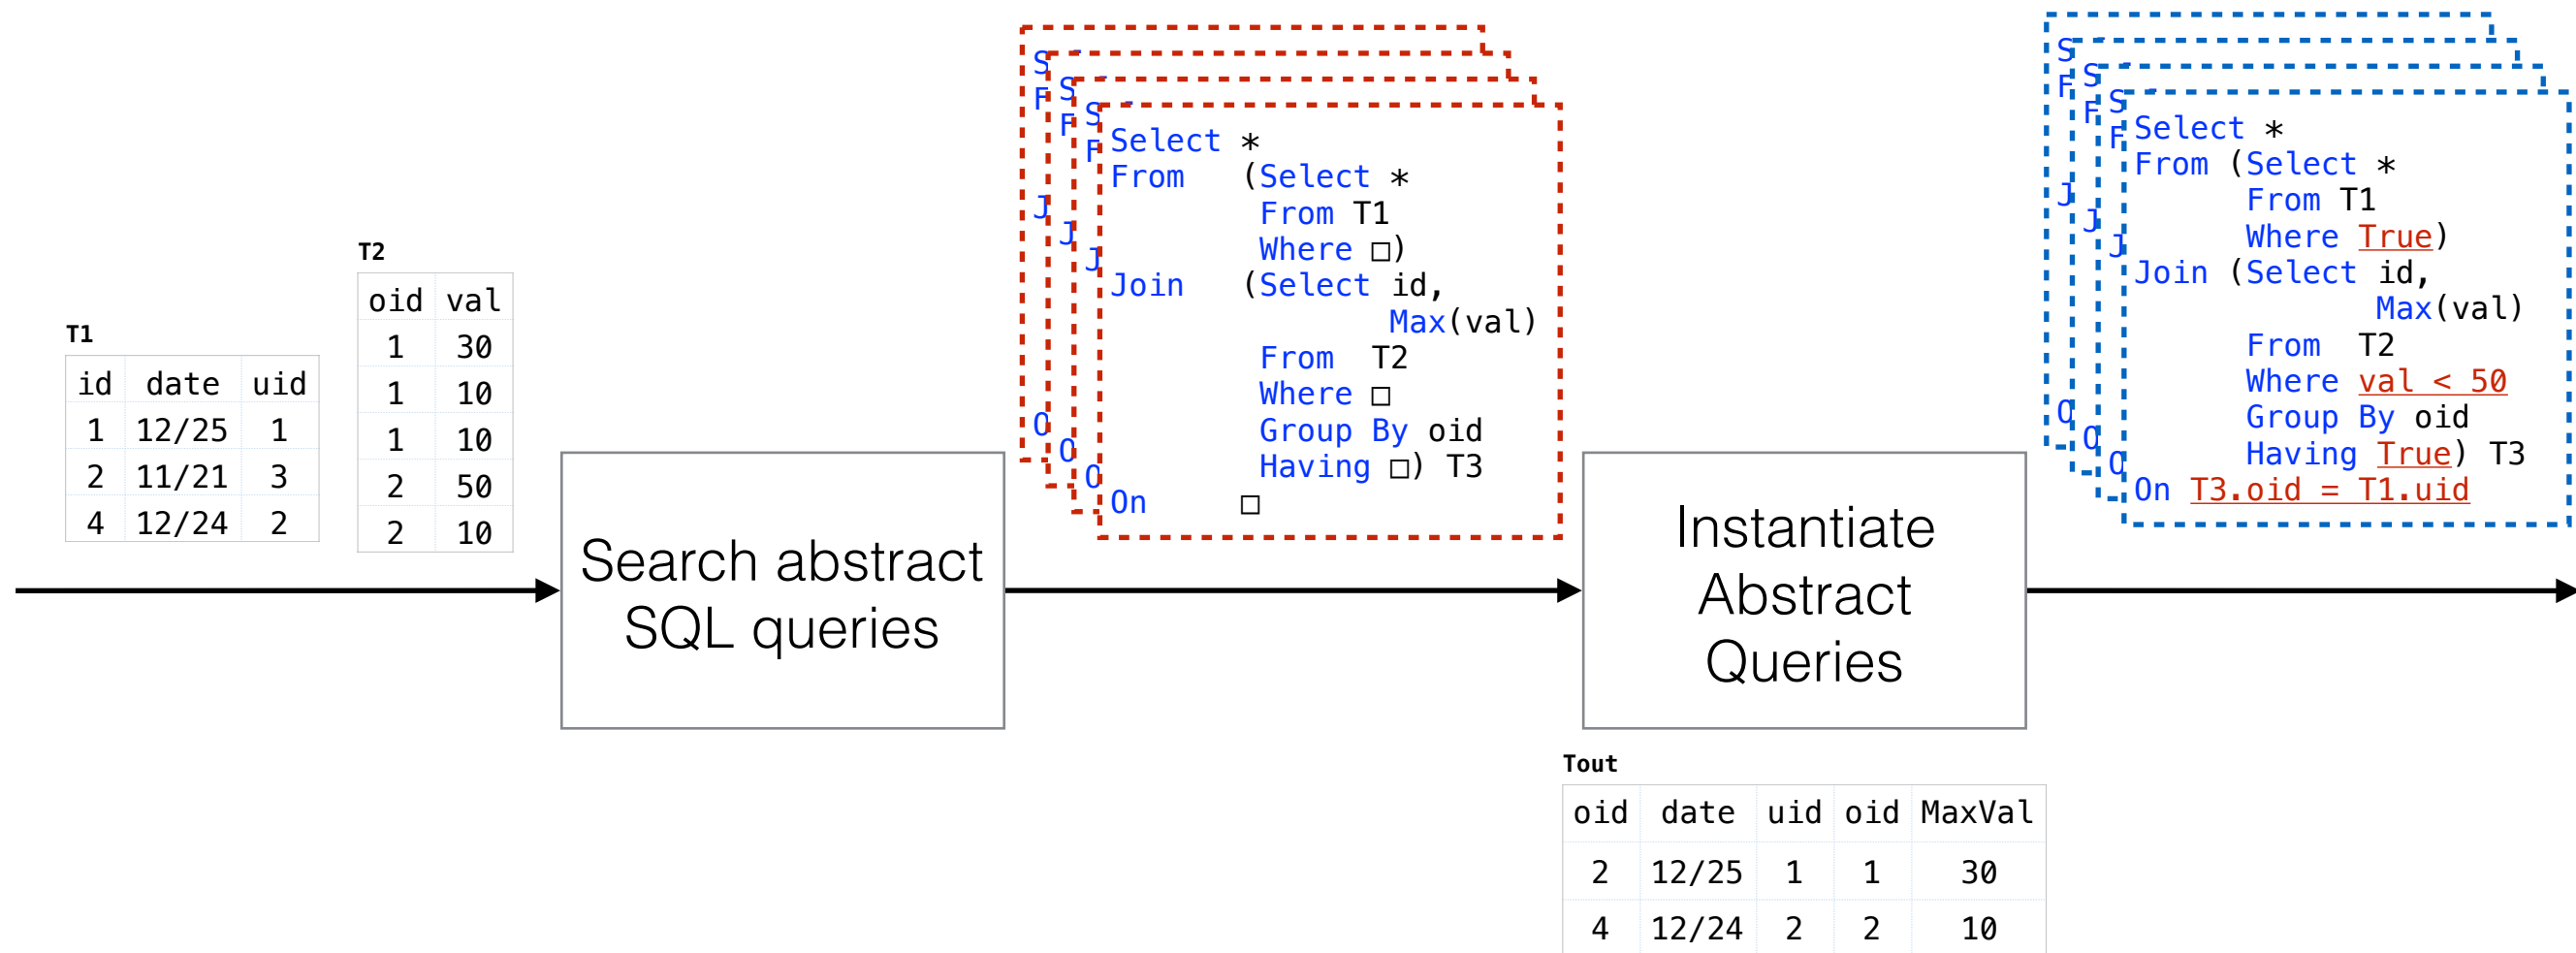 T1
id date uid
1 12/25 1
2 11/21 3
4 12/24 2
T2
oid val
1 30
1 10
1 10
2 50
2 10
Search abstract
SQL queries
S
F
J
O
S
F
J
O
S
F
J
O
Select *
From (Select *
From T1
Where □)
Join (Select id,
Max(val)
From T2
Where □
Group By oid
Having □) T3
On □
Instantiate
Abstract
Queries
Tout
oid date uid oid MaxVal
2 12/25 1 1 30
4 12/24 2 2 10
S
F
J
O
S
F
J
O
S
F
J
O
Select *
From (Select *
From T1
Where True)
Join (Select id,
Max(val)
From T2
Where val < 50
Group By oid
Having True) T3
On T3.oid = T1.uid